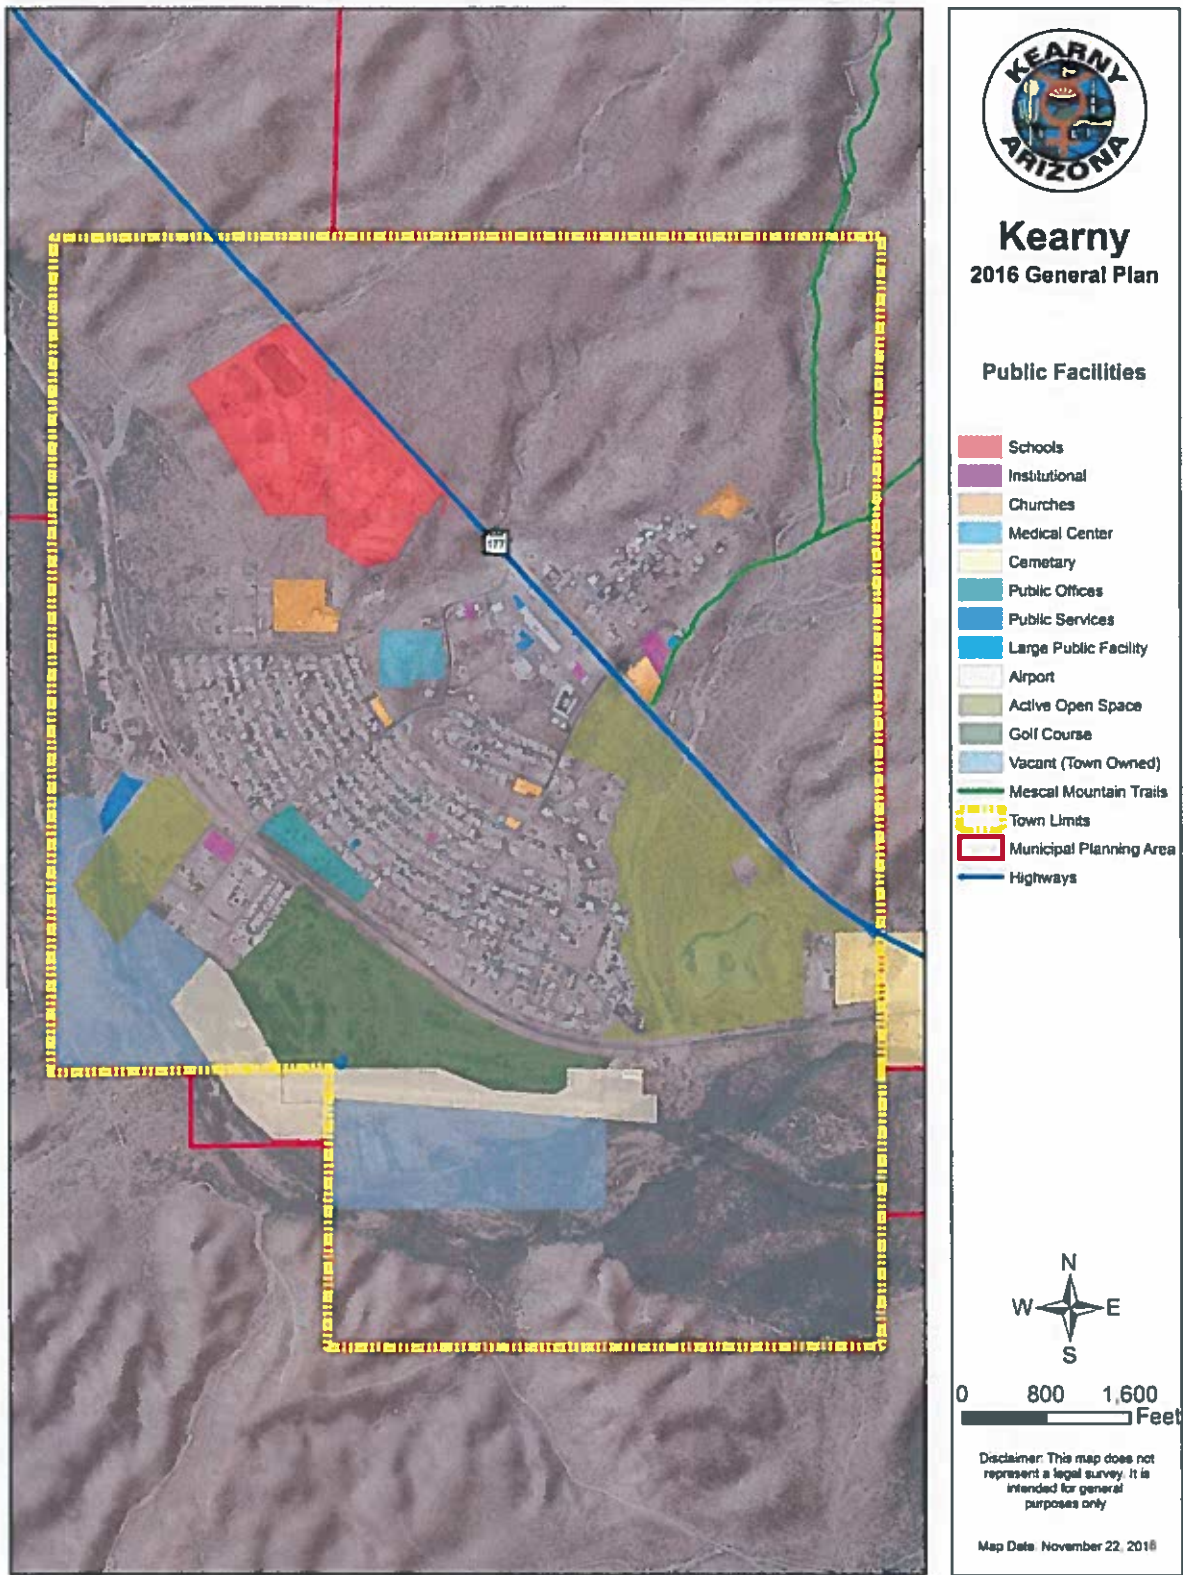 KEARNY
ARIZONA
Kearny
2016 General Plan
Public Facilities
Schools
Institutional
Churches
Medical Center
Cemetary
Public Offices
Public Services
Large Public Facility
Airport
Active Open Space
Golf Course
Vacant (Town Owned)
Mescal Mountain Trails
Town Limits
Municipal Planning Area
Highways
177
N
W E
S
0 800 1,600
Feet
Disclaimer: This map does not
represent a legal survey. It is
intended for general
purposes only
Map Date: November 22, 2016